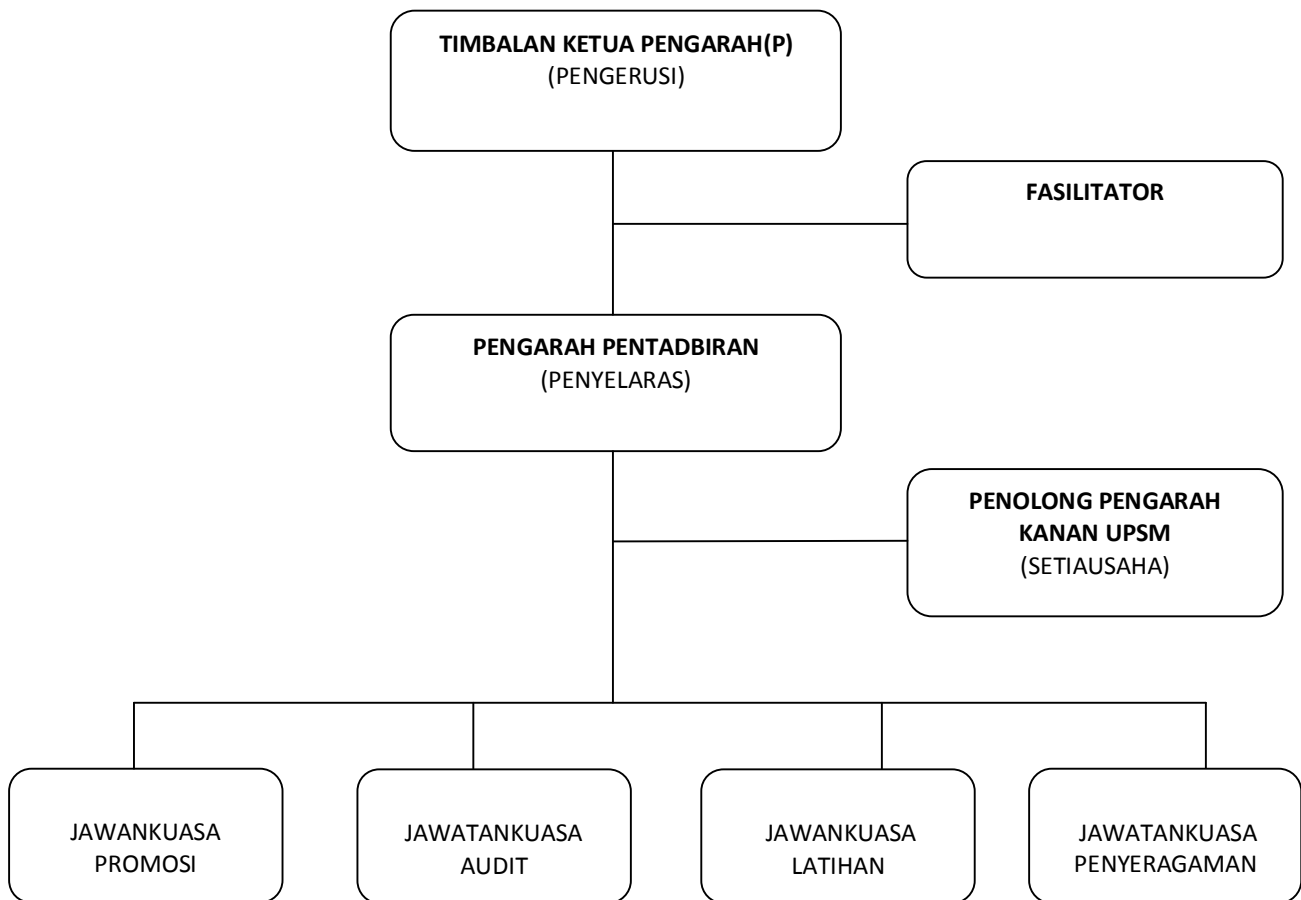 TIMBALAN KETUA PENGARAH(P)
(PENGERUSI)
FASILITATOR
PENGARAH PENTADBIRAN
(PENYELARAS)
PENOLONG PENGARAH
KANAN UPSM
(SETIAUSAHA)
JAWANKUASA
PROMOSI
JAWATANKUASA
AUDIT
JAWANKUASA
LATIHAN
JAWATANKUASA
PENYERAGAMAN